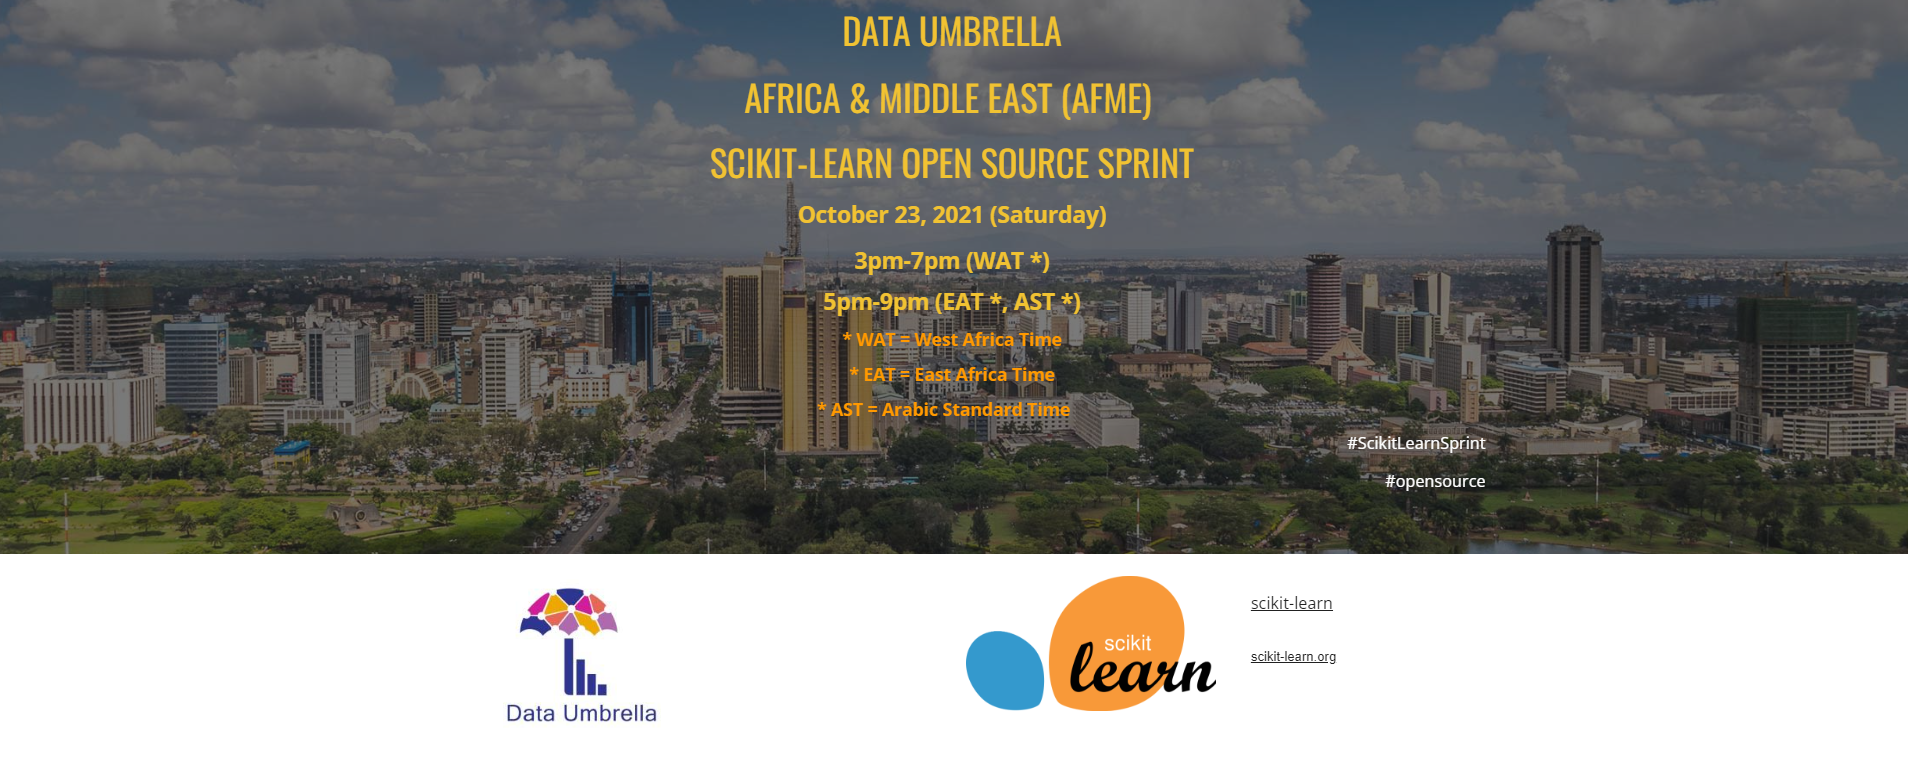 DATA UMBRELLA
AFRICA & MIDDLE EAST (AFME)
SCIKIT-LEARN OPEN SOURCE SPRINT
October 23, 2021 (Saturday)
3pm-7pm (WAT *)
5pm-9pm (EAT *, AST *)
* WAT = West Africa Time
* EAT = East Africa Time
* AST = Arabic Standard Time
#ScikitLearnSprint
#opensource
Data Umbrella
scikit
learn
scikit-learn
scikit-learn.org